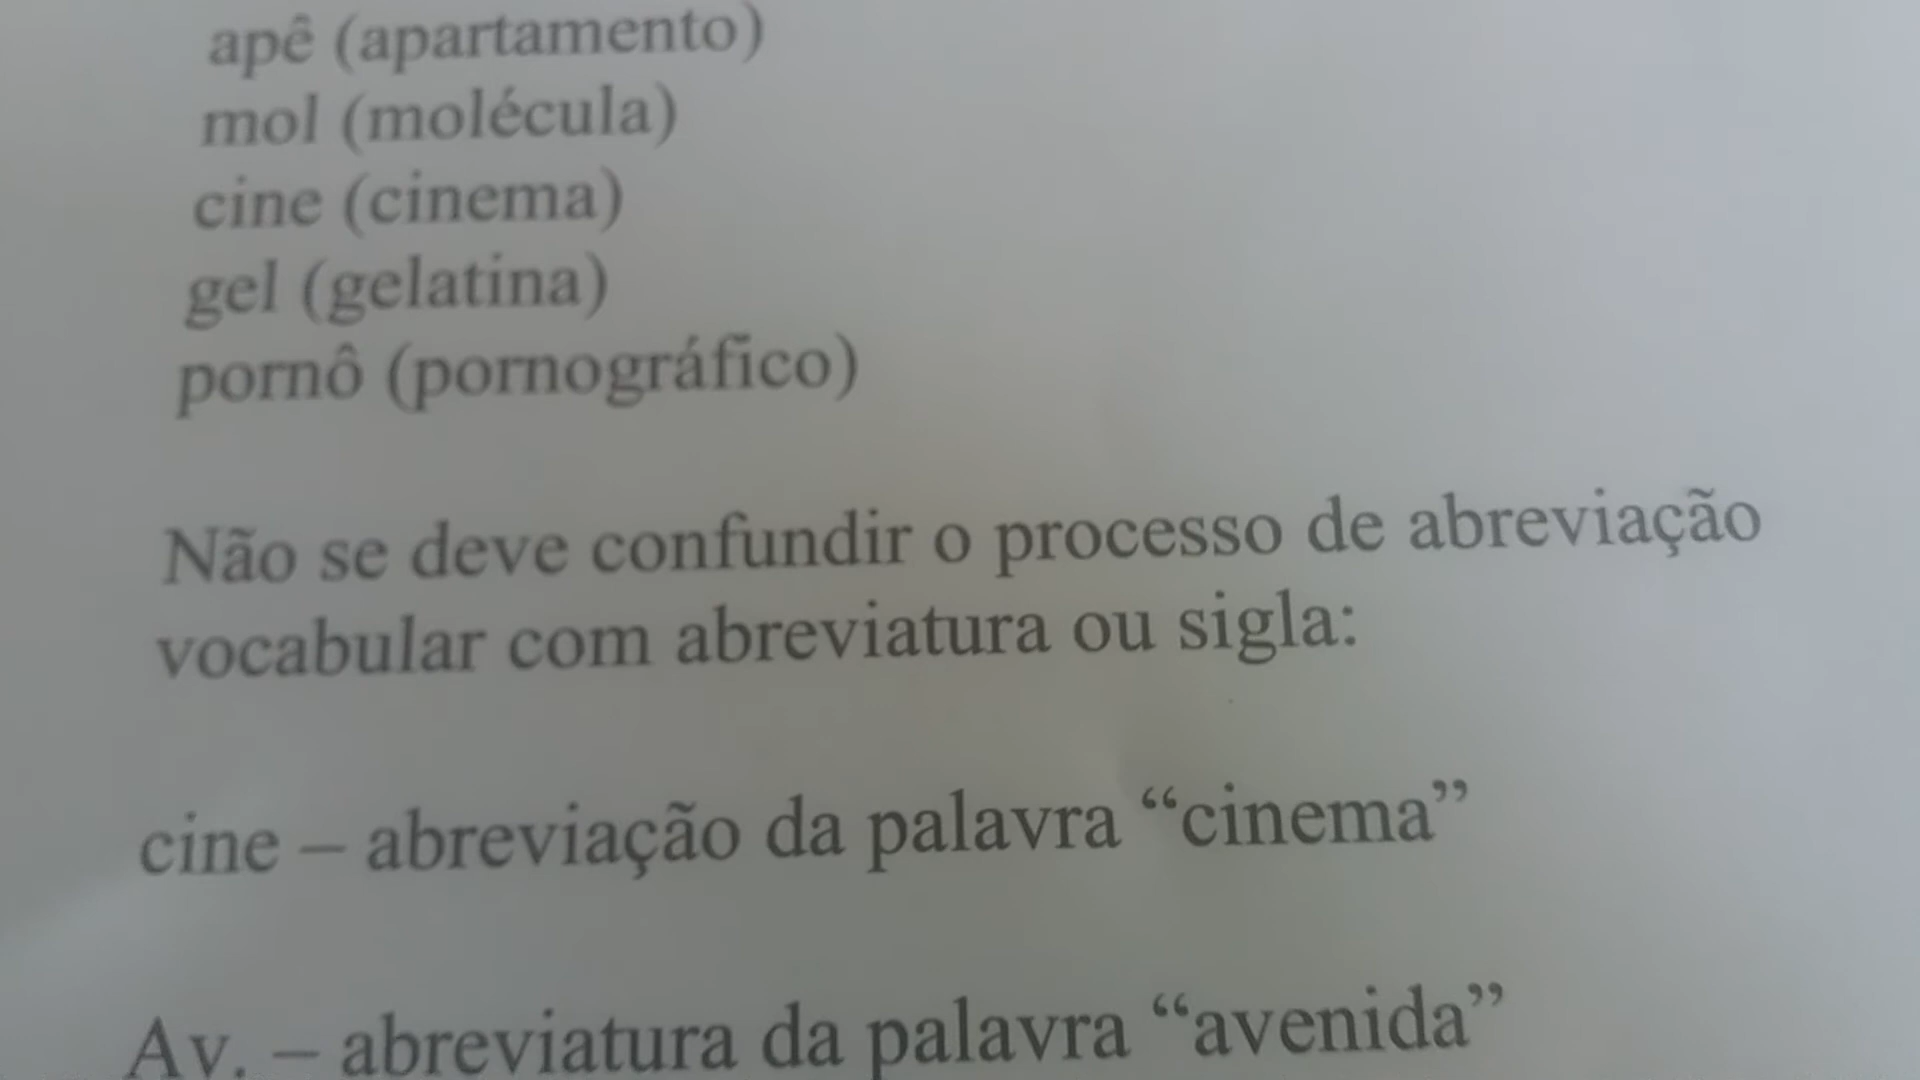 apê (apartamento)
mol (molécula)
cine (cinema)
gel (gelatina)
pornô (pornográfico)
Não se deve confundir o processo de abreviação
vocabular com abreviatura ou sigla:
cine – abreviação da palavra “cinema”
Av. – abreviatura da palavra “avenida”